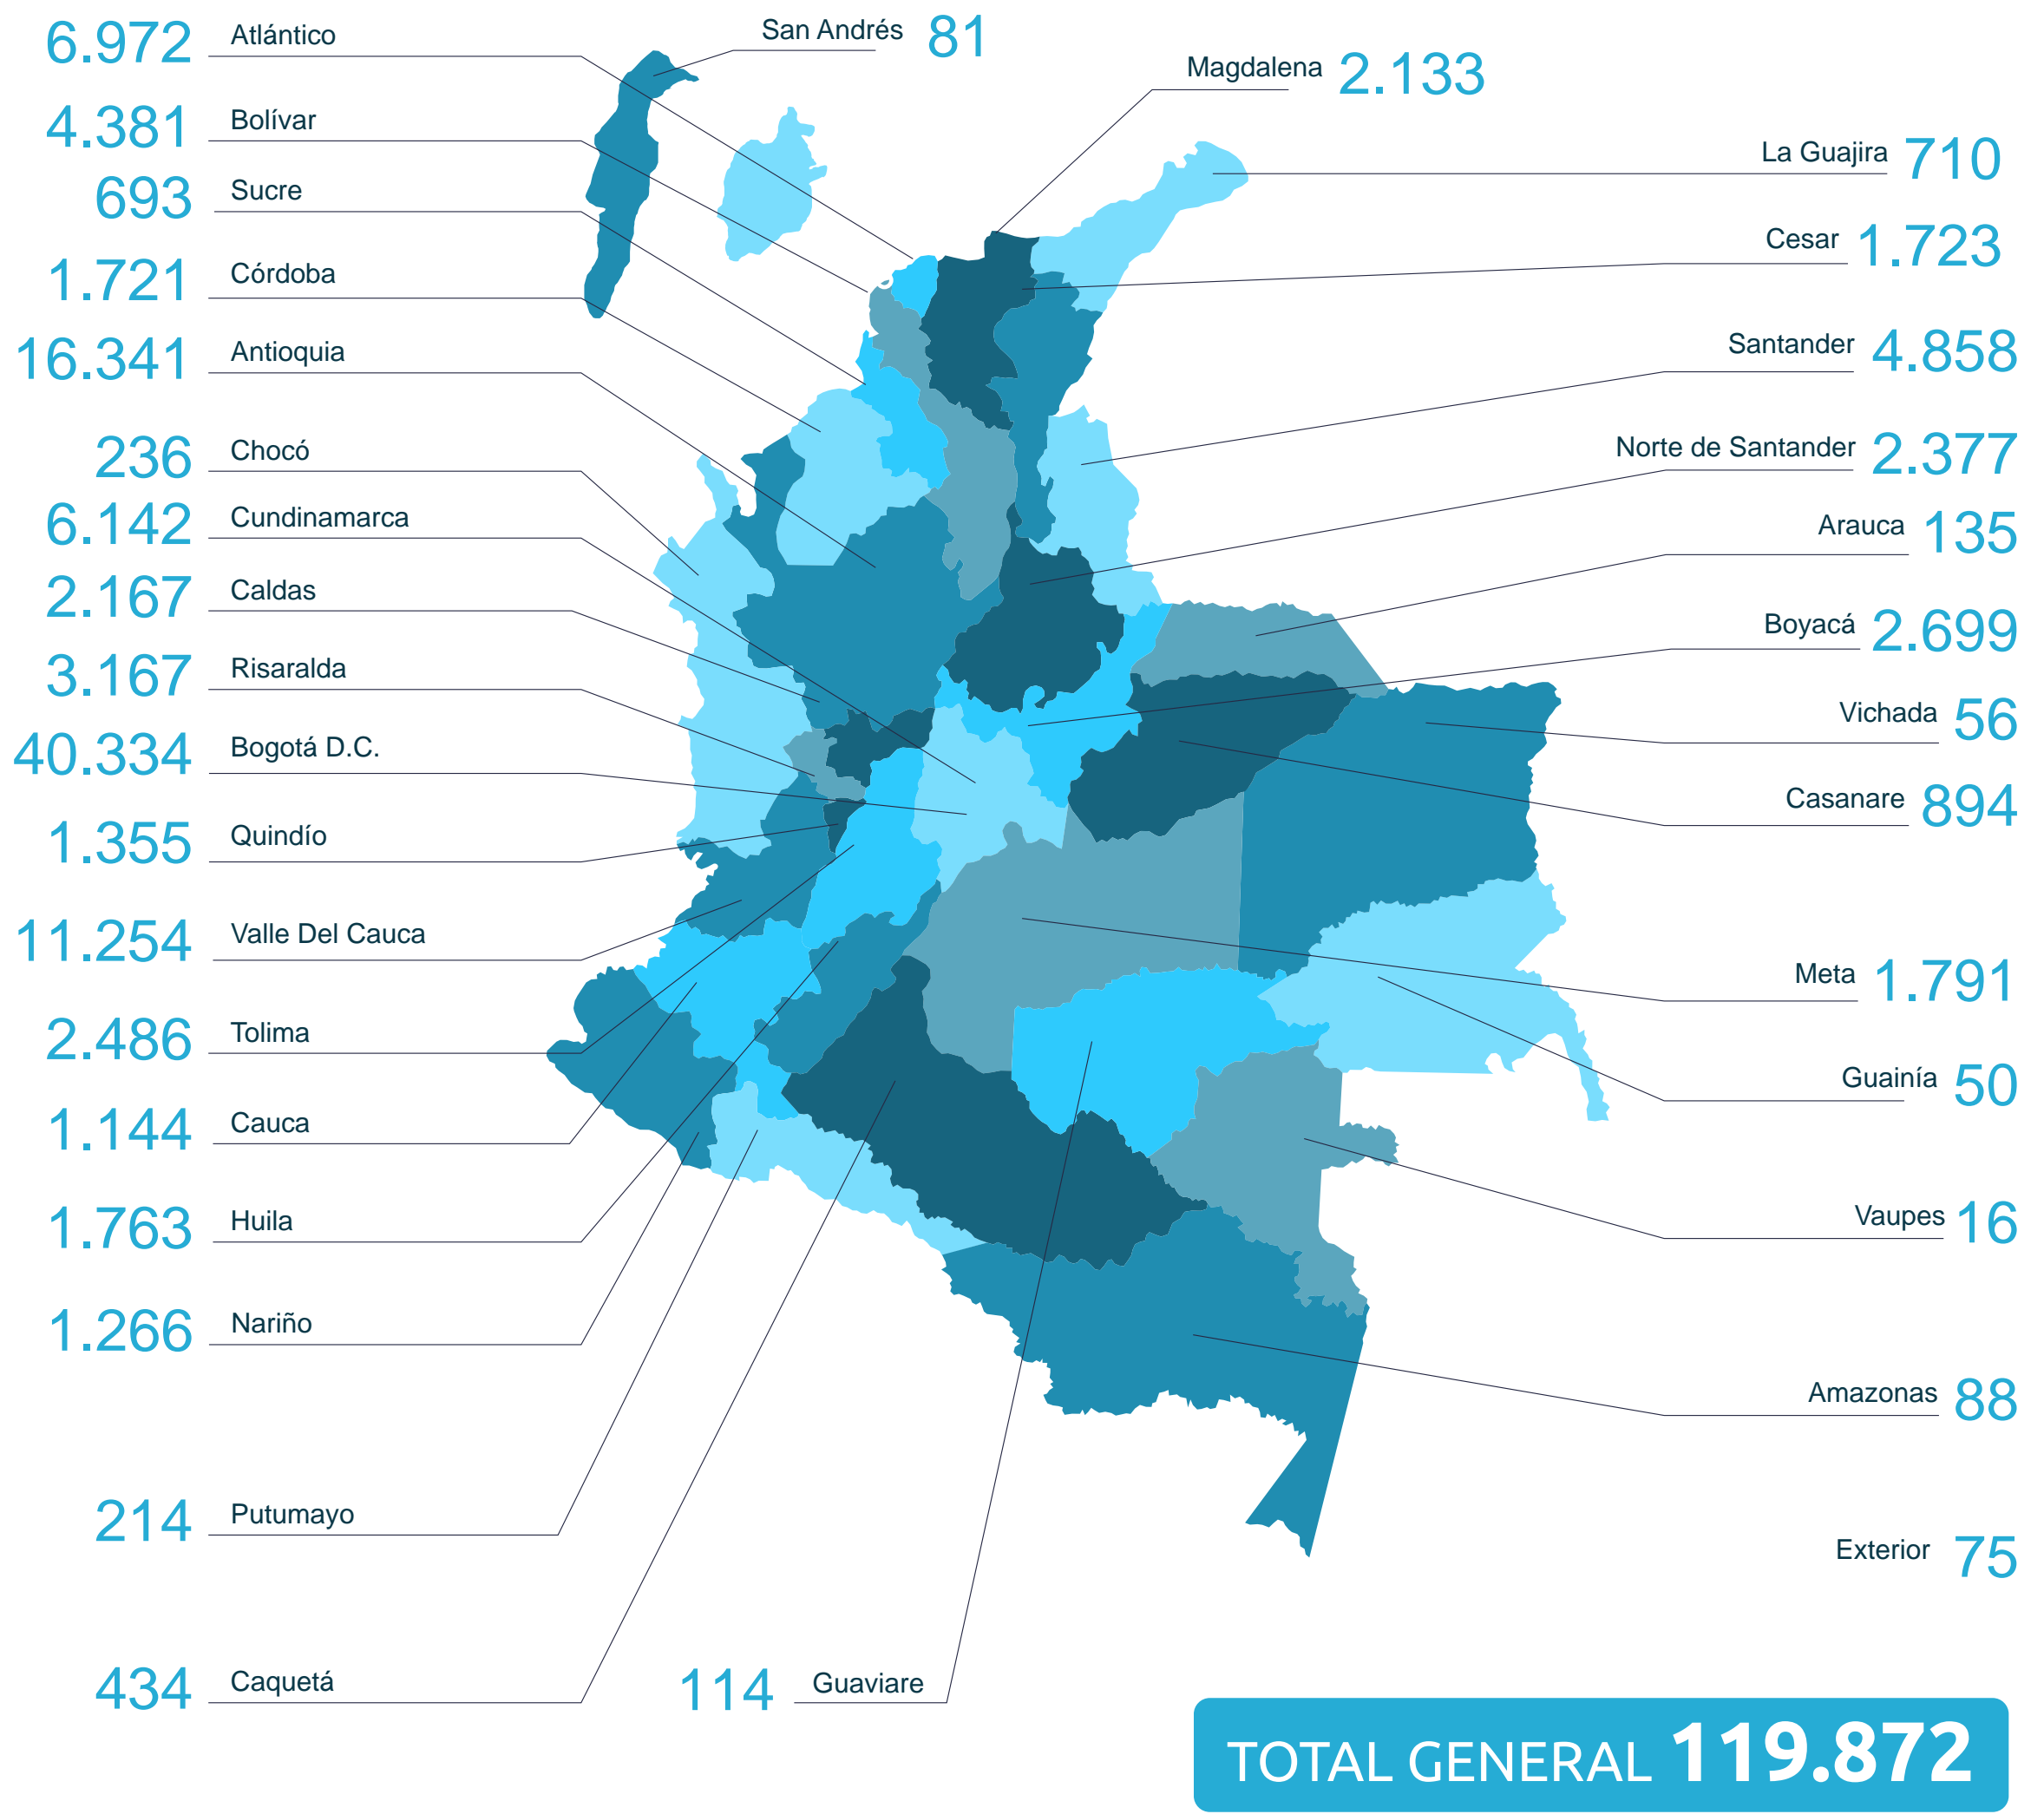 6.972 Atlántico
4.381 Bolívar
693 Sucre
1.721 Córdoba
16.341 Antioquia
236 Chocó
6.142 Cundinamarca
2.167 Caldas
3.167 Risaralda
40.334 Bogotá D.C.
1.355 Quindío
11.254 Valle Del Cauca
2.486 Tolima
1.144 Cauca
1.763 Huila
1.266 Nariño
214 Putumayo
434 Caquetá
114 Guaviare
San Andrés 81
Magdalena 2.133
La Guajira 710
Cesar 1.723
Santander 4.858
Norte de Santander 2.377
Arauca 135
Boyacá 2.699
Vichada 56
Casanare 894
Meta 1.791
Guainía 50
Vaupes 16
Amazonas 88
Exterior 75
TOTAL GENERAL 119.872